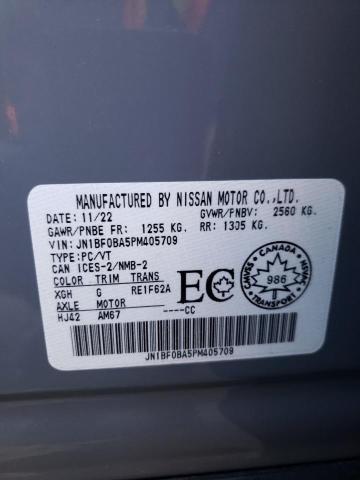 MANUFACTURED BY NISSAN MOTOR CO.,LTD.
DATE: 11/22 GVWR/PNBV: 2560 KG.
GAWR/PNBE FR: 1255 KG. RR: 1305 KG.
VIN: JN1BF0BA5PM405709
TYPE: PC/VT
CAN ICES-2/NMB-2
COLOR TRIM TRANS
XGH G RE1F62A
AXLE MOTOR
HJ42 AM67 ----CC
EC
CANADA
CMVSS NSVAC
986
TRANSPORT
JN1BF0BA5PM405709